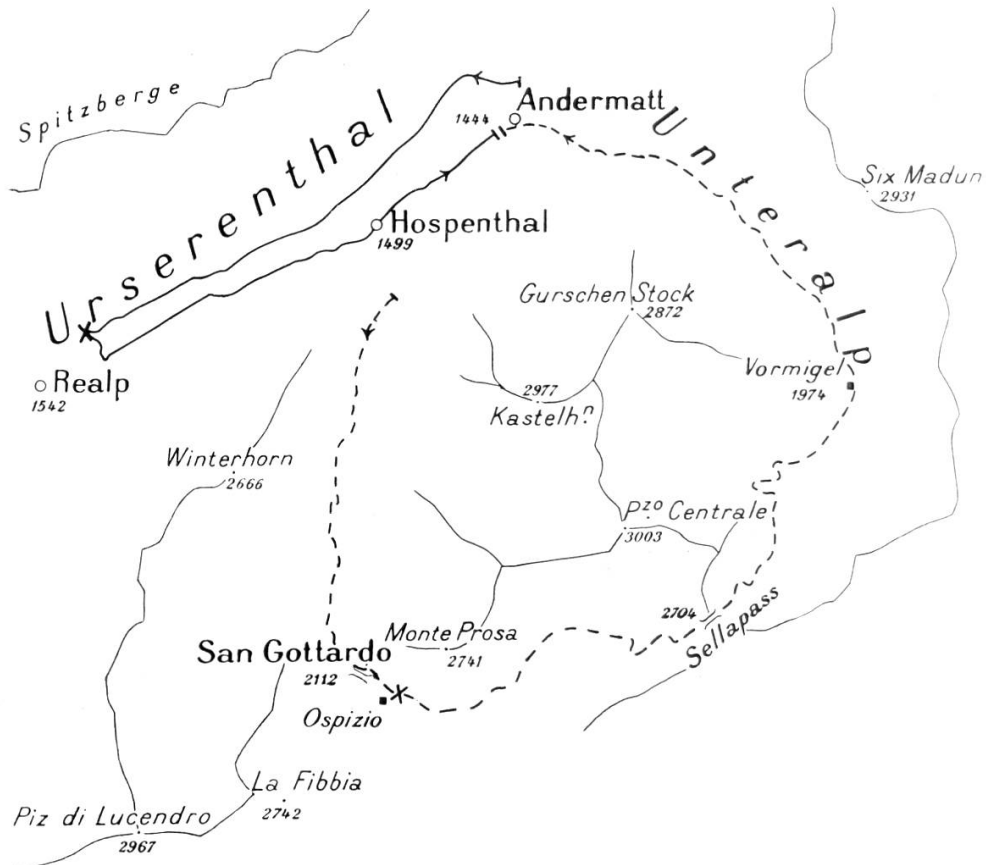 Spitzberge
Andermatt
1444
Urserenthal
Unteralp
Six Madun
2931
Hospenthal
1499
Gurschen Stock
2872
Realp
1542
Vormigel
1974
2977
Kastelhn.
Winterhorn
2666
Pzo. Centrale
3003
2704
Sellapass
Monte Prosa
2741
San Gottardo
2112
Ospizio
La Fibbia
2742
Piz di Lucendro
2967